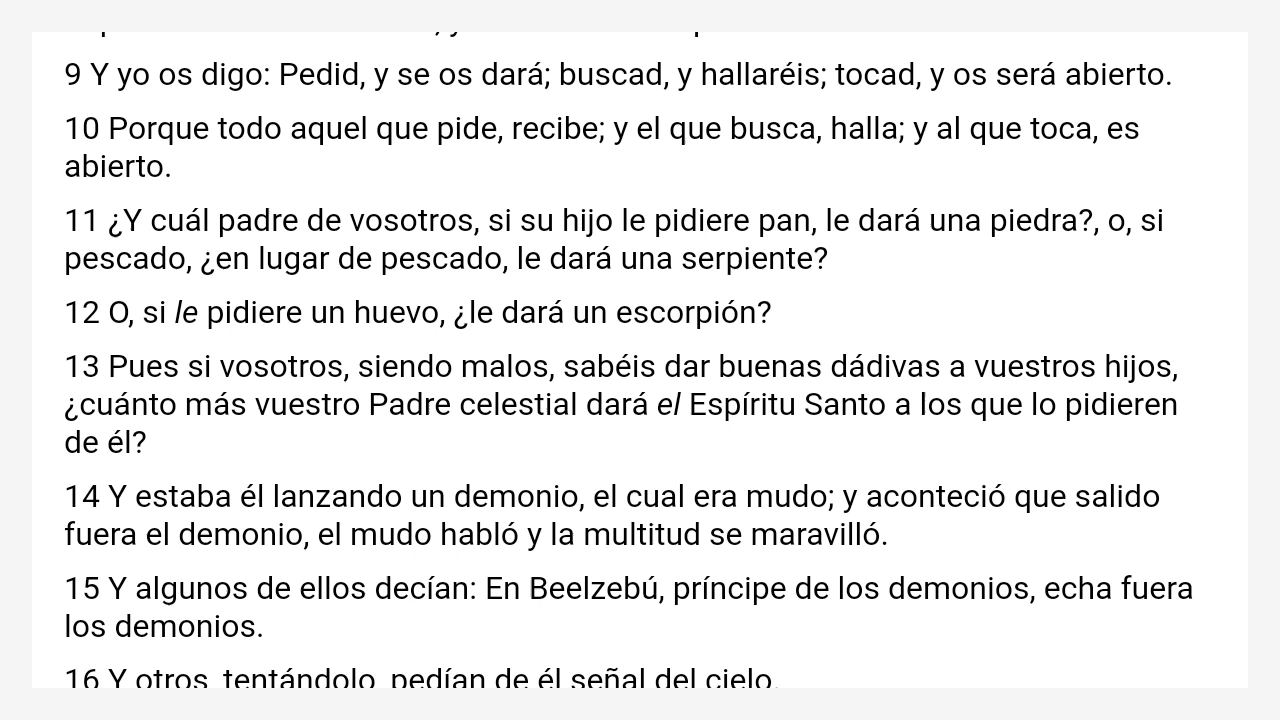 9 Y yo os digo: Pedid, y se os dará; buscad, y hallaréis; tocad, y os será abierto.
10 Porque todo aquel que pide, recibe; y el que busca, halla; y al que toca, es
abierto.
11 ¿Y cuál padre de vosotros, si su hijo le pidiere pan, le dará una piedra?, o, si
pescado, ¿en lugar de pescado, le dará una serpiente?
12 O, si le pidiere un huevo, ¿le dará un escorpión?
13 Pues si vosotros, siendo malos, sabéis dar buenas dádivas a vuestros hijos,
¿cuánto más vuestro Padre celestial dará el Espíritu Santo a los que lo pidieren
de él?
14 Y estaba él lanzando un demonio, el cual era mudo; y aconteció que salido
fuera el demonio, el mudo habló y la multitud se maravilló.
15 Y algunos de ellos decían: En Beelzebú, príncipe de los demonios, echa fuera
los demonios.
16 Y otros, tentándolo, pedían de él señal del cielo.